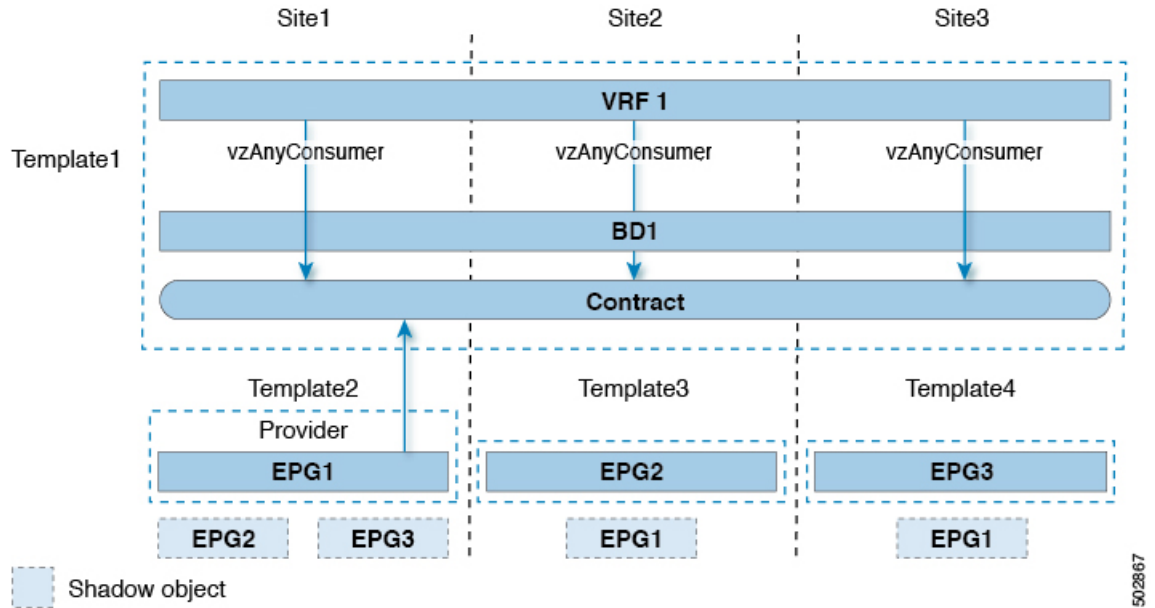 Site1 Site2 Site3
VRF 1
Template1 vzAnyConsumer vzAnyConsumer vzAnyConsumer
BD1
Contract
Template2 Template3 Template4
Provider
EPG1 EPG2 EPG3
EPG2 EPG3 EPG1 EPG1
Shadow object
502867